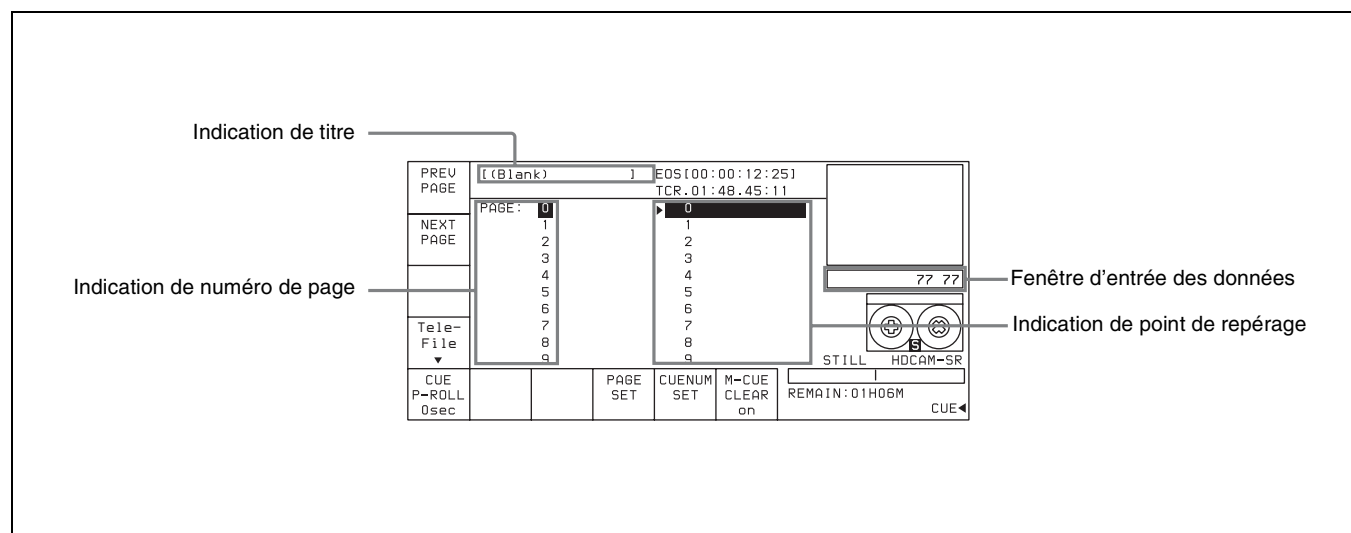 Indication de titre
PREV
PAGE
[(Blank) ]
EOS[00:00:12:25]
TCR.01:48.45:11
PAGE: 0
1
2
3
4
5
6
7
8
9
▶ 0
1
2
3
4
5
6
7
8
9
NEXT
PAGE
Indication de numéro de page
77 77
Fenêtre d'entrée des données
Indication de point de repérage
Tele-
File
▼
S
STILL HDCAM-SR
CUE
P-ROLL
0sec
PAGE
SET
CUENUM
SET
M-CUE
CLEAR
on
REMAIN:01H06M
CUE◀